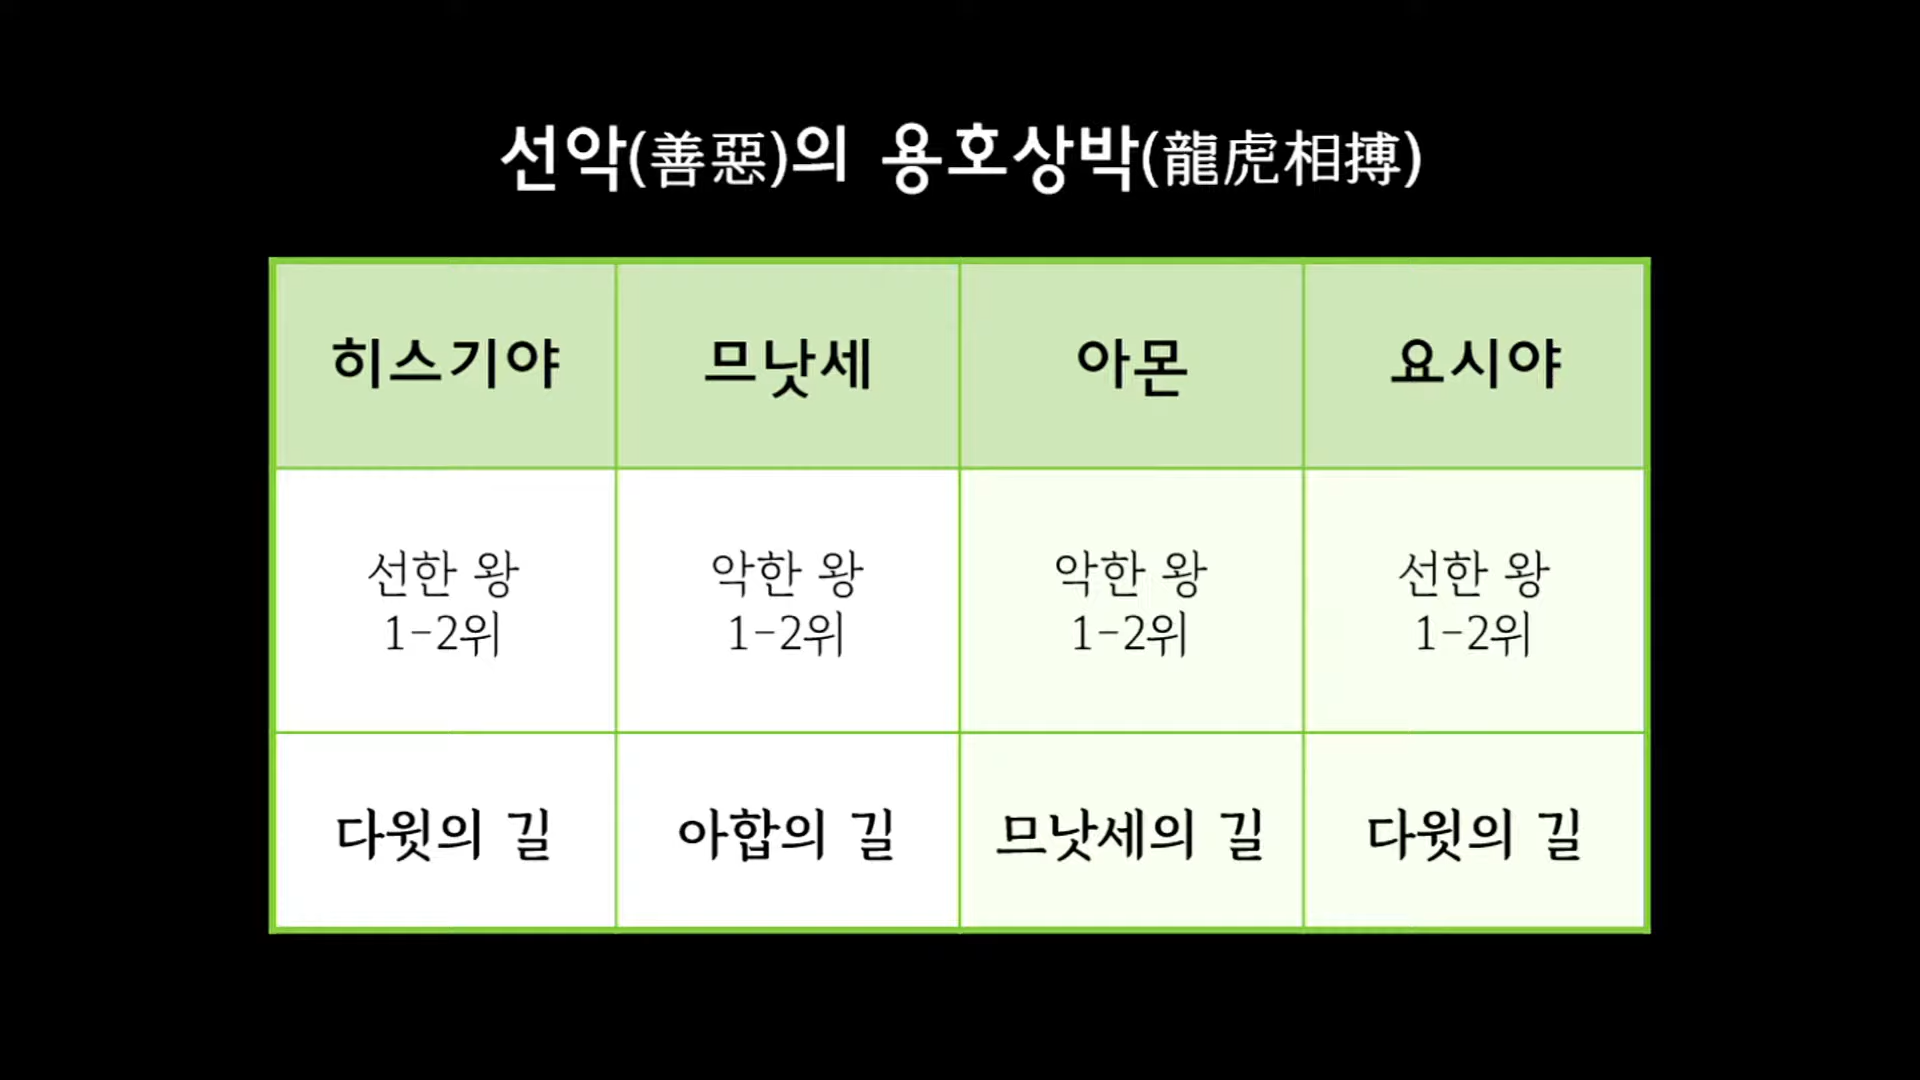 선악(善惡)의 용호상박(龍虎相搏)
히스기야 므낫세 아몬 요시야
선한 왕 악한 왕 악한 왕 선한 왕
1-2위 1-2위 1-2위 1-2위
다윗의 길 아합의 길 므낫세의 길 다윗의 길